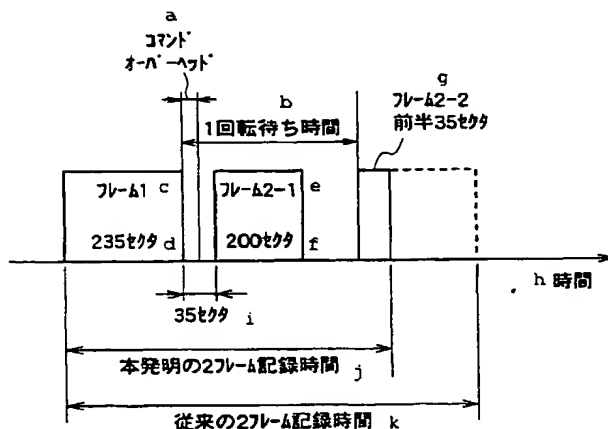 a
コマンド
オーバーヘッド
b
1回転待ち時間
g
フレーム2-2
前半35セクタ
フレーム1 c
235セクタ d
フレーム2-1 e
200セクタ f
h 時間
35セクタ i
本発明の2フレーム記録時間 j
従来の2フレーム記録時間 k